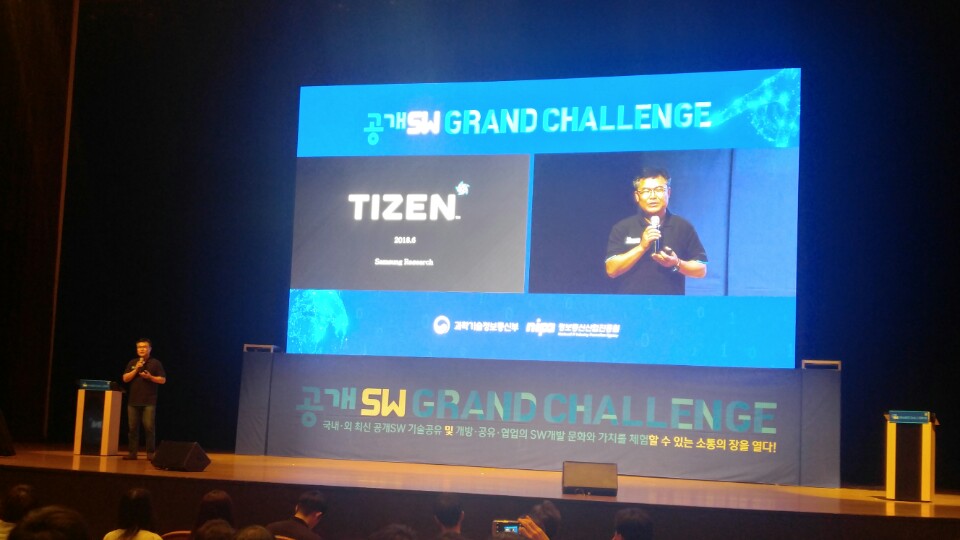 공개SW GRAND CHALLENGE
TIZEN™
2018.6
Samsung Research
과학기술정보통신부 nipa 정보통신산업진흥원
공개SW GRAND CHALLENGE
국내·외 최신 공개SW 기술공유 및 개방·공유·협업의 SW개발 문화와 가치를 체험할 수 있는 소통의 장을 열다!